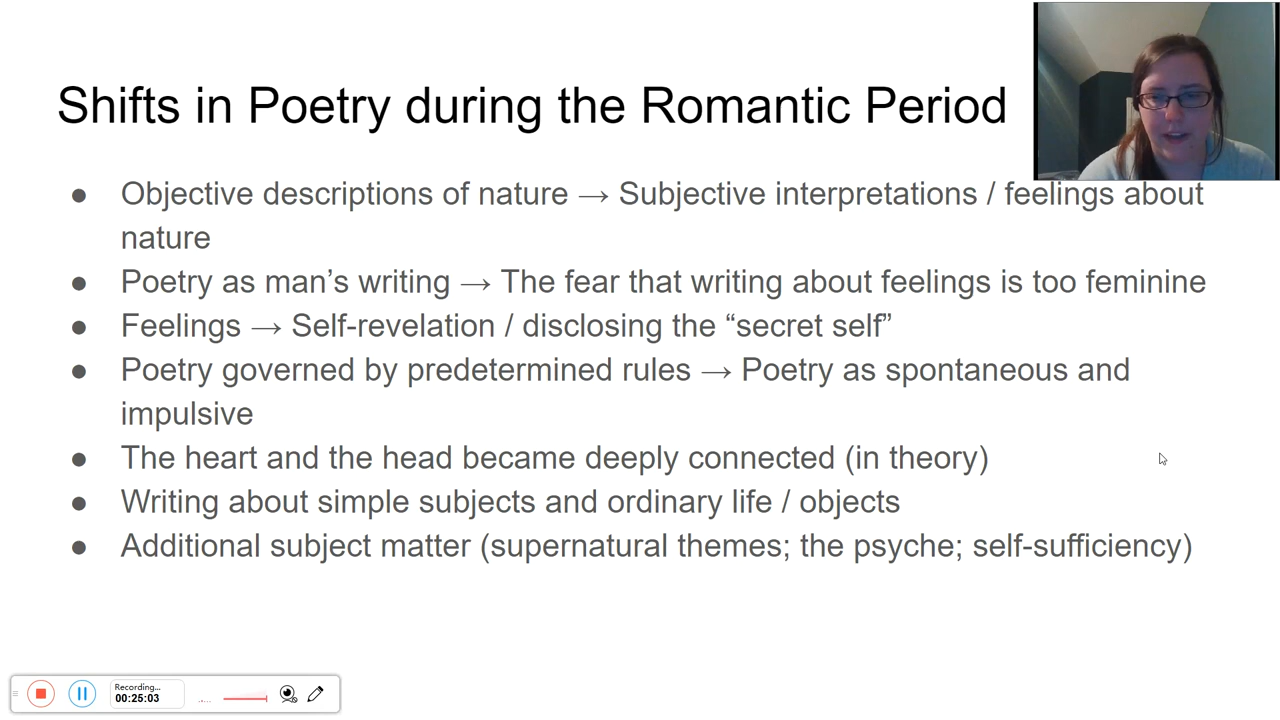 Shifts in Poetry during the Romantic Period
● Objective descriptions of nature → Subjective interpretations / feelings about
nature
● Poetry as man’s writing → The fear that writing about feelings is too feminine
● Feelings → Self-revelation / disclosing the “secret self”
● Poetry governed by predetermined rules → Poetry as spontaneous and
impulsive
● The heart and the head became deeply connected (in theory)
● Writing about simple subjects and ordinary life / objects
● Additional subject matter (supernatural themes; the psyche; self-sufficiency)
Recording...
00:25:03